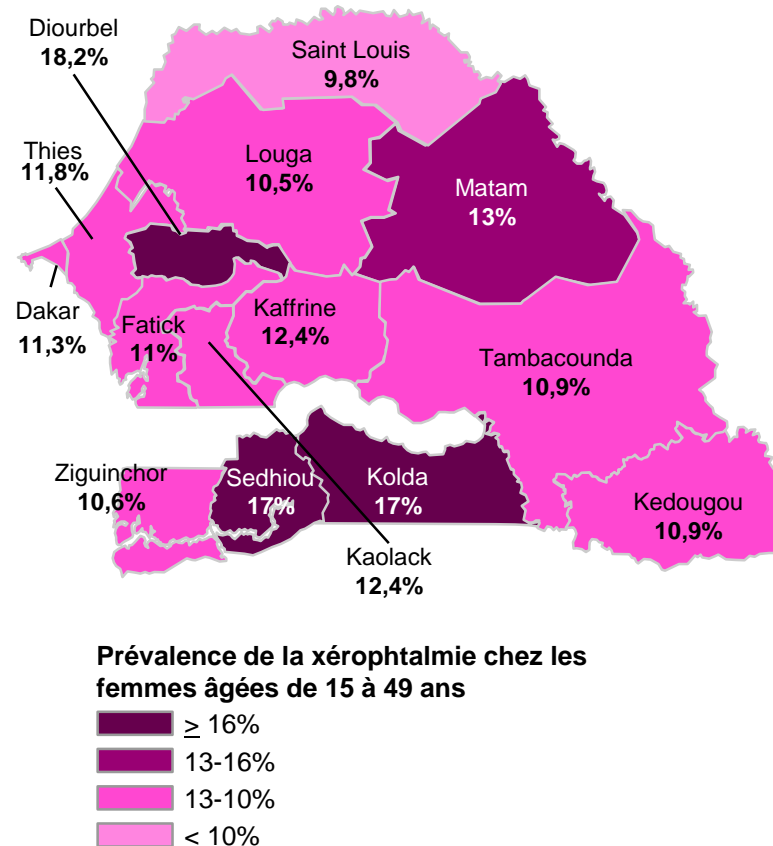 Diourbel
18,2%
Saint Louis
9,8%
Thies
11,8%
Louga
10,5%
Matam
13%
Dakar
11,3%
Fatick
11%
Kaffrine
12,4%
Tambacounda
10,9%
Ziguinchor
10,6%
Sedhiou
17%
Kolda
17%
Kedougou
10,9%
Kaolack
12,4%
Prévalence de la xérophtalmie chez les
femmes âgées de 15 à 49 ans
≥ 16%
13-16%
13-10%
< 10%